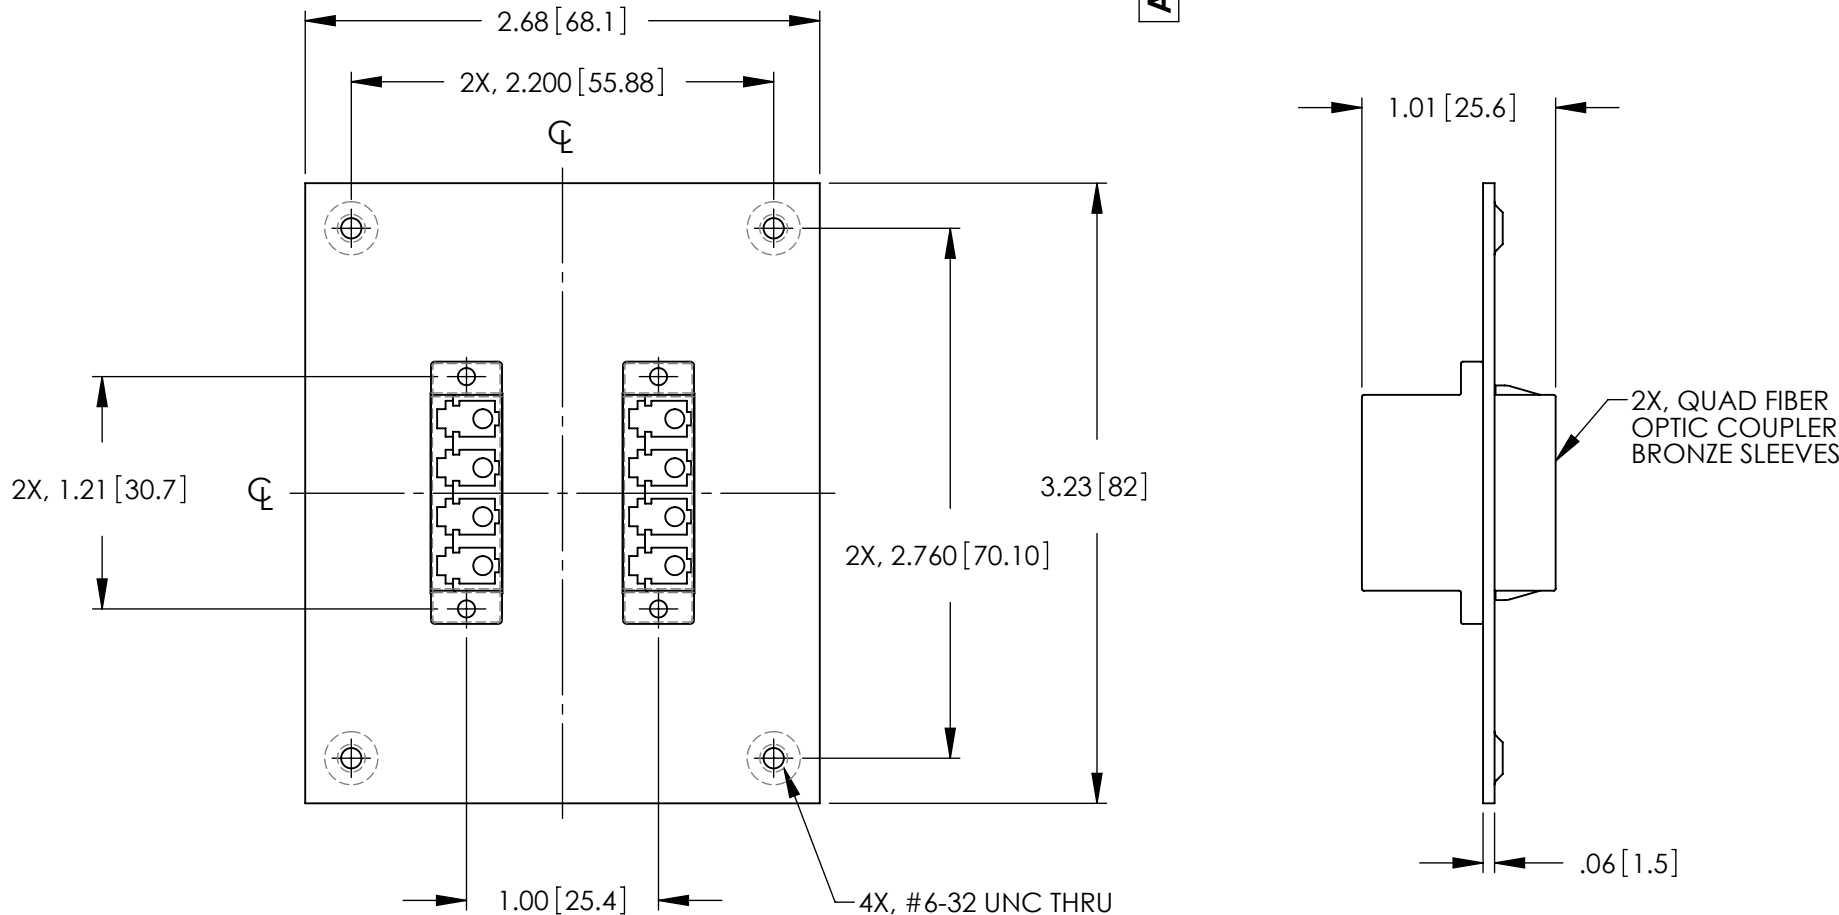 2.68 [68.1]
A
2X, 2.200 [55.88]
1.01 [25.6]
℄
2X, QUAD FIBER
OPTIC COUPLER
BRONZE SLEEVES
2X, 1.21 [30.7]
℄
3.23 [82]
2X, 2.760 [70.10]
.06 [1.5]
1.00 [25.4]
4X, #6-32 UNC THRU